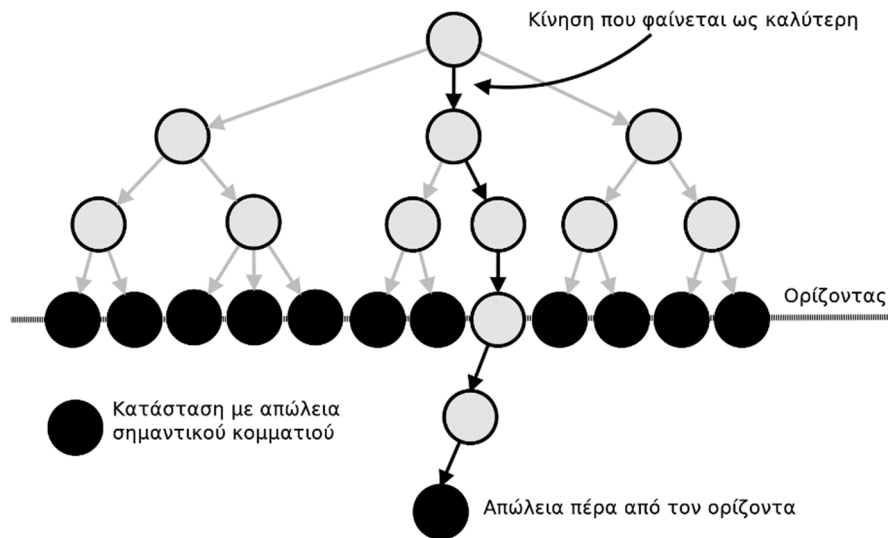 Κίνηση που φαίνεται ως καλύτερη
Ορίζοντας
Κατάσταση με απώλεια
σημαντικού κομματιού
Απώλεια πέρα από τον ορίζοντα